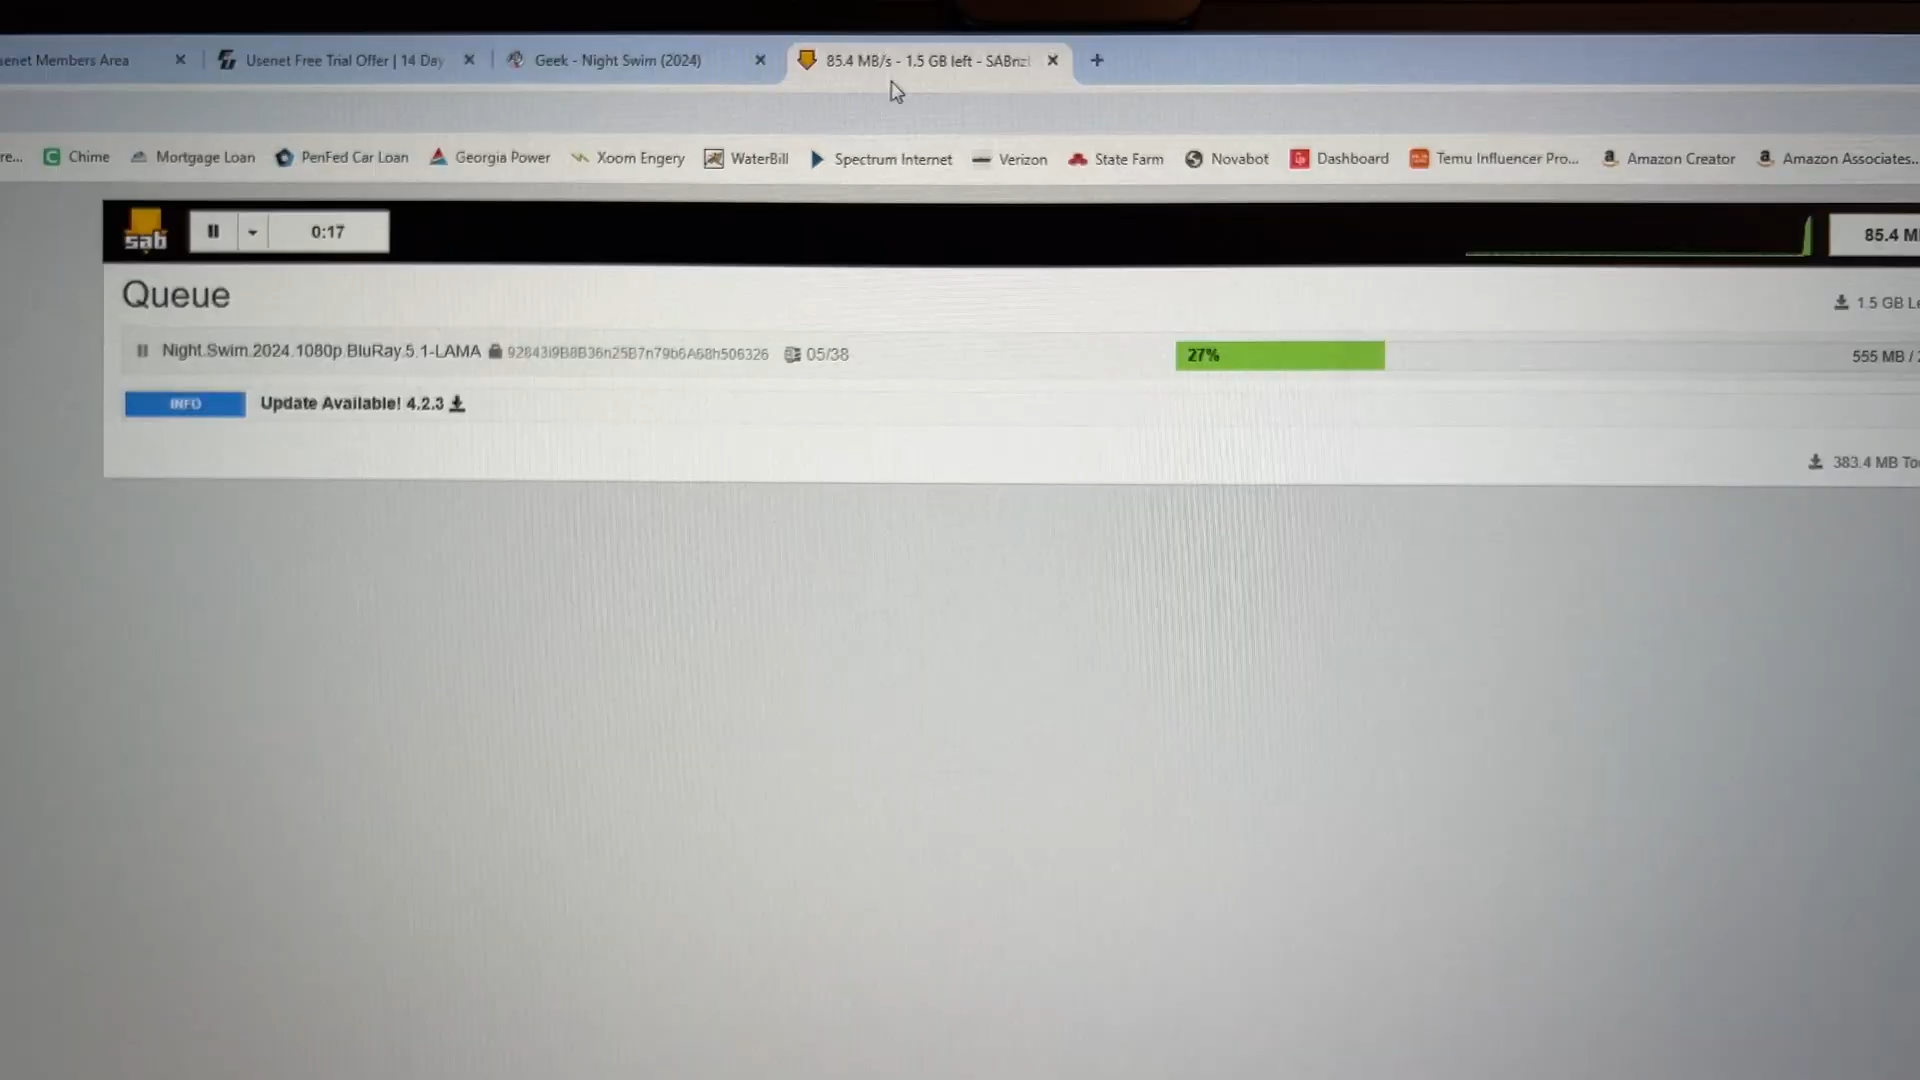 enet Members Area
Usenet Free Trial Offer | 14 Day
Geek - Night Swim (2024)
85.4 MB/s - 1.5 GB left - SABnz
re...
Chime
Mortgage Loan
PenFed Car Loan
Georgia Power
Xoom Engery
WaterBill
Spectrum Internet
Verizon
State Farm
Novabot
Dashboard
Temu Influencer Pro...
Amazon Creator
Amazon Associates...
sab
0:17
85.4 M
Queue
1.5 GB Le
Night.Swim.2024.1080p.BluRay.5.1-LAMA
05/38
27%
555 MB / 2
INFO
Update Available! 4.2.3
383.4 MB To